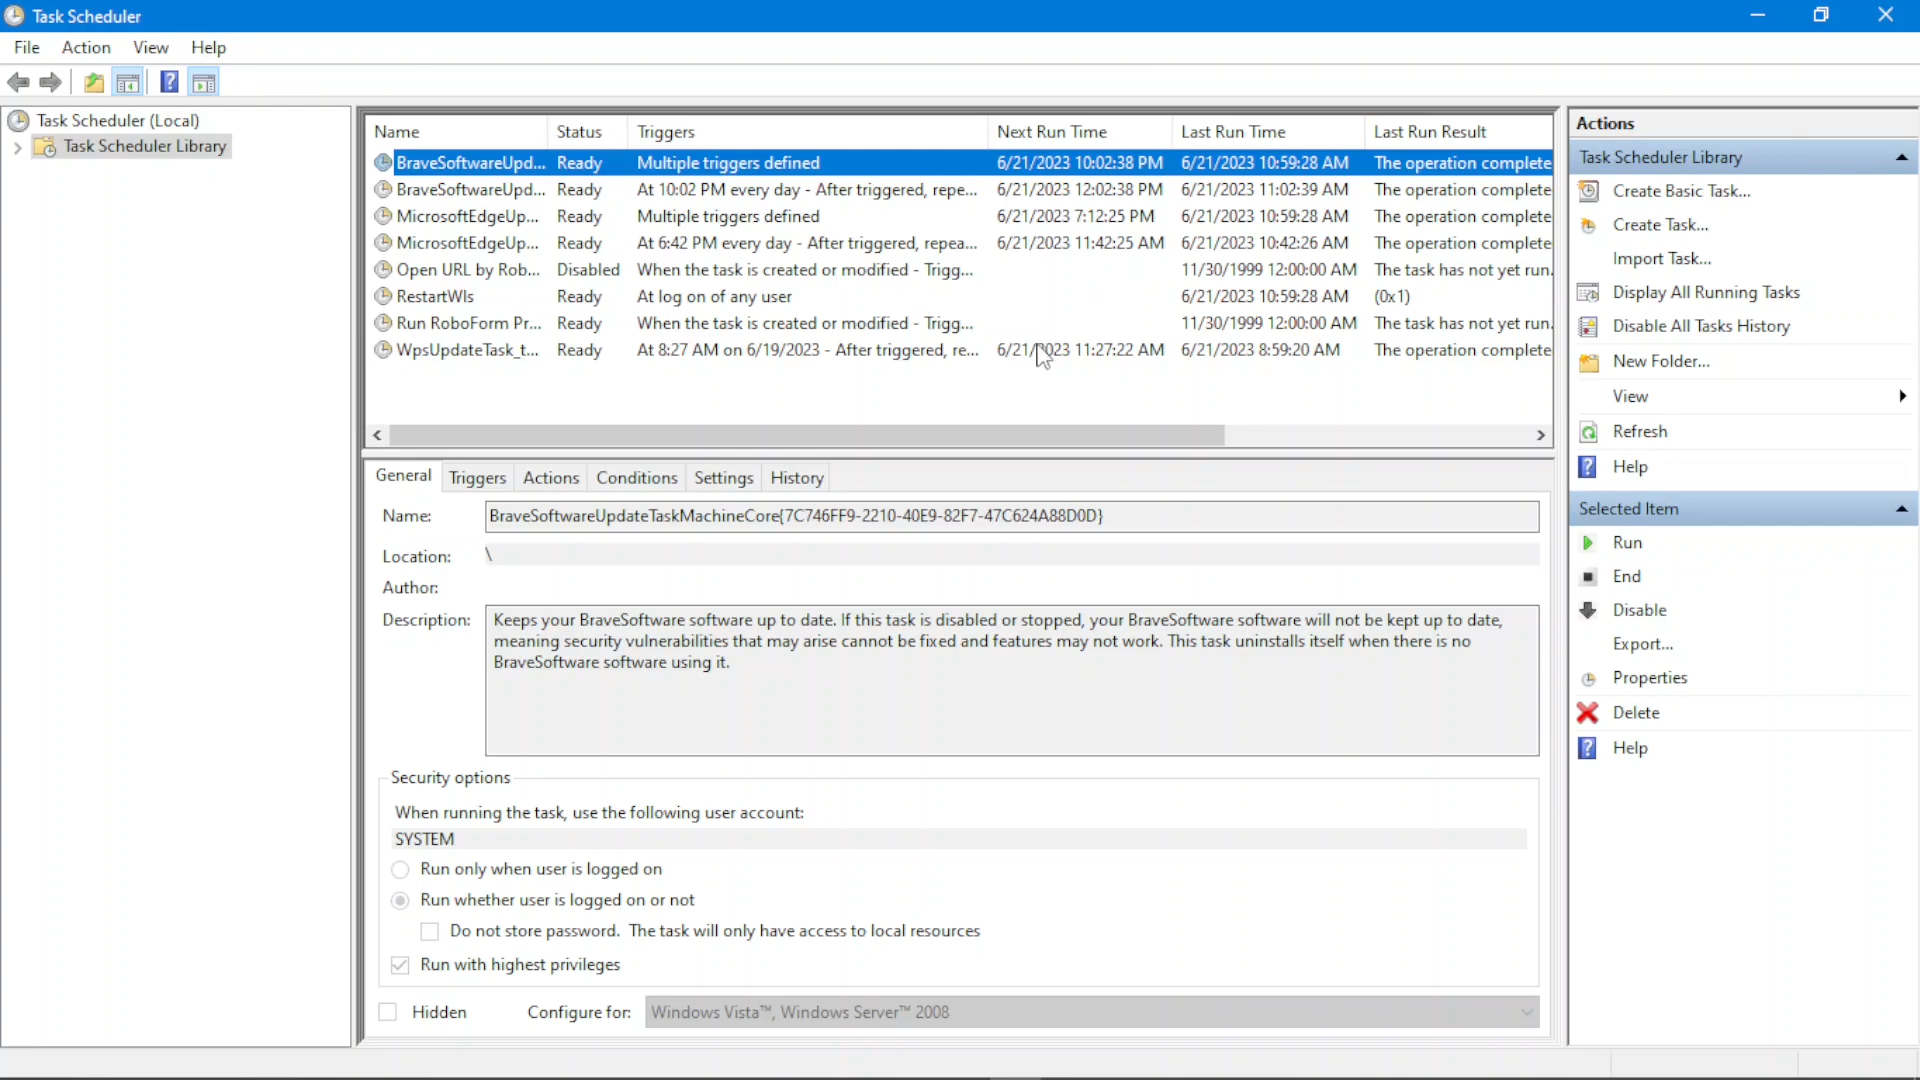 Task Scheduler
File Action View Help
Task Scheduler (Local)
Task Scheduler Library
Name Status Triggers Next Run Time Last Run Time Last Run Result
BraveSoftwareUpd... Ready Multiple triggers defined 6/21/2023 10:02:38 PM 6/21/2023 10:59:28 AM The operation complete
BraveSoftwareUpd... Ready At 10:02 PM every day - After triggered, repe... 6/21/2023 12:02:38 PM 6/21/2023 11:02:39 AM The operation complete
MicrosoftEdgeUp... Ready Multiple triggers defined 6/21/2023 7:12:25 PM 6/21/2023 10:59:28 AM The operation complete
MicrosoftEdgeUp... Ready At 6:42 PM every day - After triggered, repea... 6/21/2023 11:42:25 AM 6/21/2023 10:42:26 AM The operation complete
Open URL by Rob... Disabled When the task is created or modified - Trigg... 11/30/1999 12:00:00 AM The task has not yet run.
RestartWIs Ready At log on of any user 6/21/2023 10:59:28 AM (0x1)
Run RoboForm Pr... Ready When the task is created or modified - Trigg... 11/30/1999 12:00:00 AM The task has not yet run.
WpsUpdateTask_t... Ready At 8:27 AM on 6/19/2023 - After triggered, re... 6/21/2023 11:27:22 AM 6/21/2023 8:59:20 AM The operation complete
General Triggers Actions Conditions Settings History
Name: BraveSoftwareUpdateTaskMachineCore{7C746FF9-2210-40E9-82F7-47C624A88D0D}
Location: \
Author:
Description: Keeps your BraveSoftware software up to date. If this task is disabled or stopped, your BraveSoftware software will not be kept up to date,
meaning security vulnerabilities that may arise cannot be fixed and features may not work. This task uninstalls itself when there is no
BraveSoftware software using it.
Security options
When running the task, use the following user account:
SYSTEM
Run only when user is logged on
Run whether user is logged on or not
Do not store password. The task will only have access to local resources
Run with highest privileges
Hidden Configure for: Windows Vista™, Windows Server™ 2008
Actions
Task Scheduler Library
Create Basic Task...
Create Task...
Import Task...
Display All Running Tasks
Disable All Tasks History
New Folder...
View
Refresh
Help
Selected Item
Run
End
Disable
Export...
Properties
Delete
Help